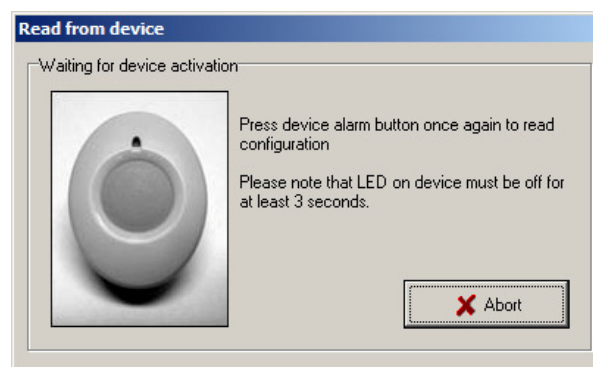 Read from device
Waiting for device activation
Press device alarm button once again to read
configuration
Please note that LED on device must be off for
at least 3 seconds.
Abort